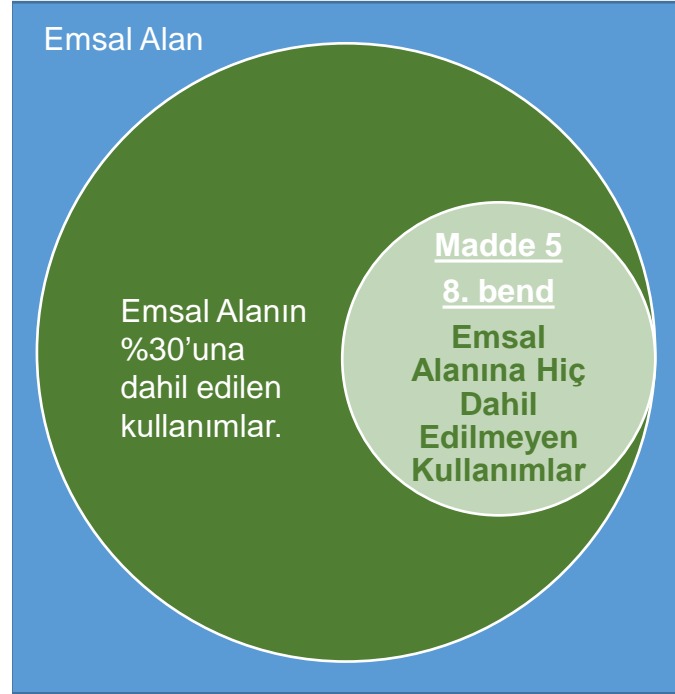 Emsal Alan
Emsal Alanın
%30’una
dahil edilen
kullanımlar.
Madde 5
8. bend
Emsal
Alanına Hiç
Dahil
Edilmeyen
Kullanımlar